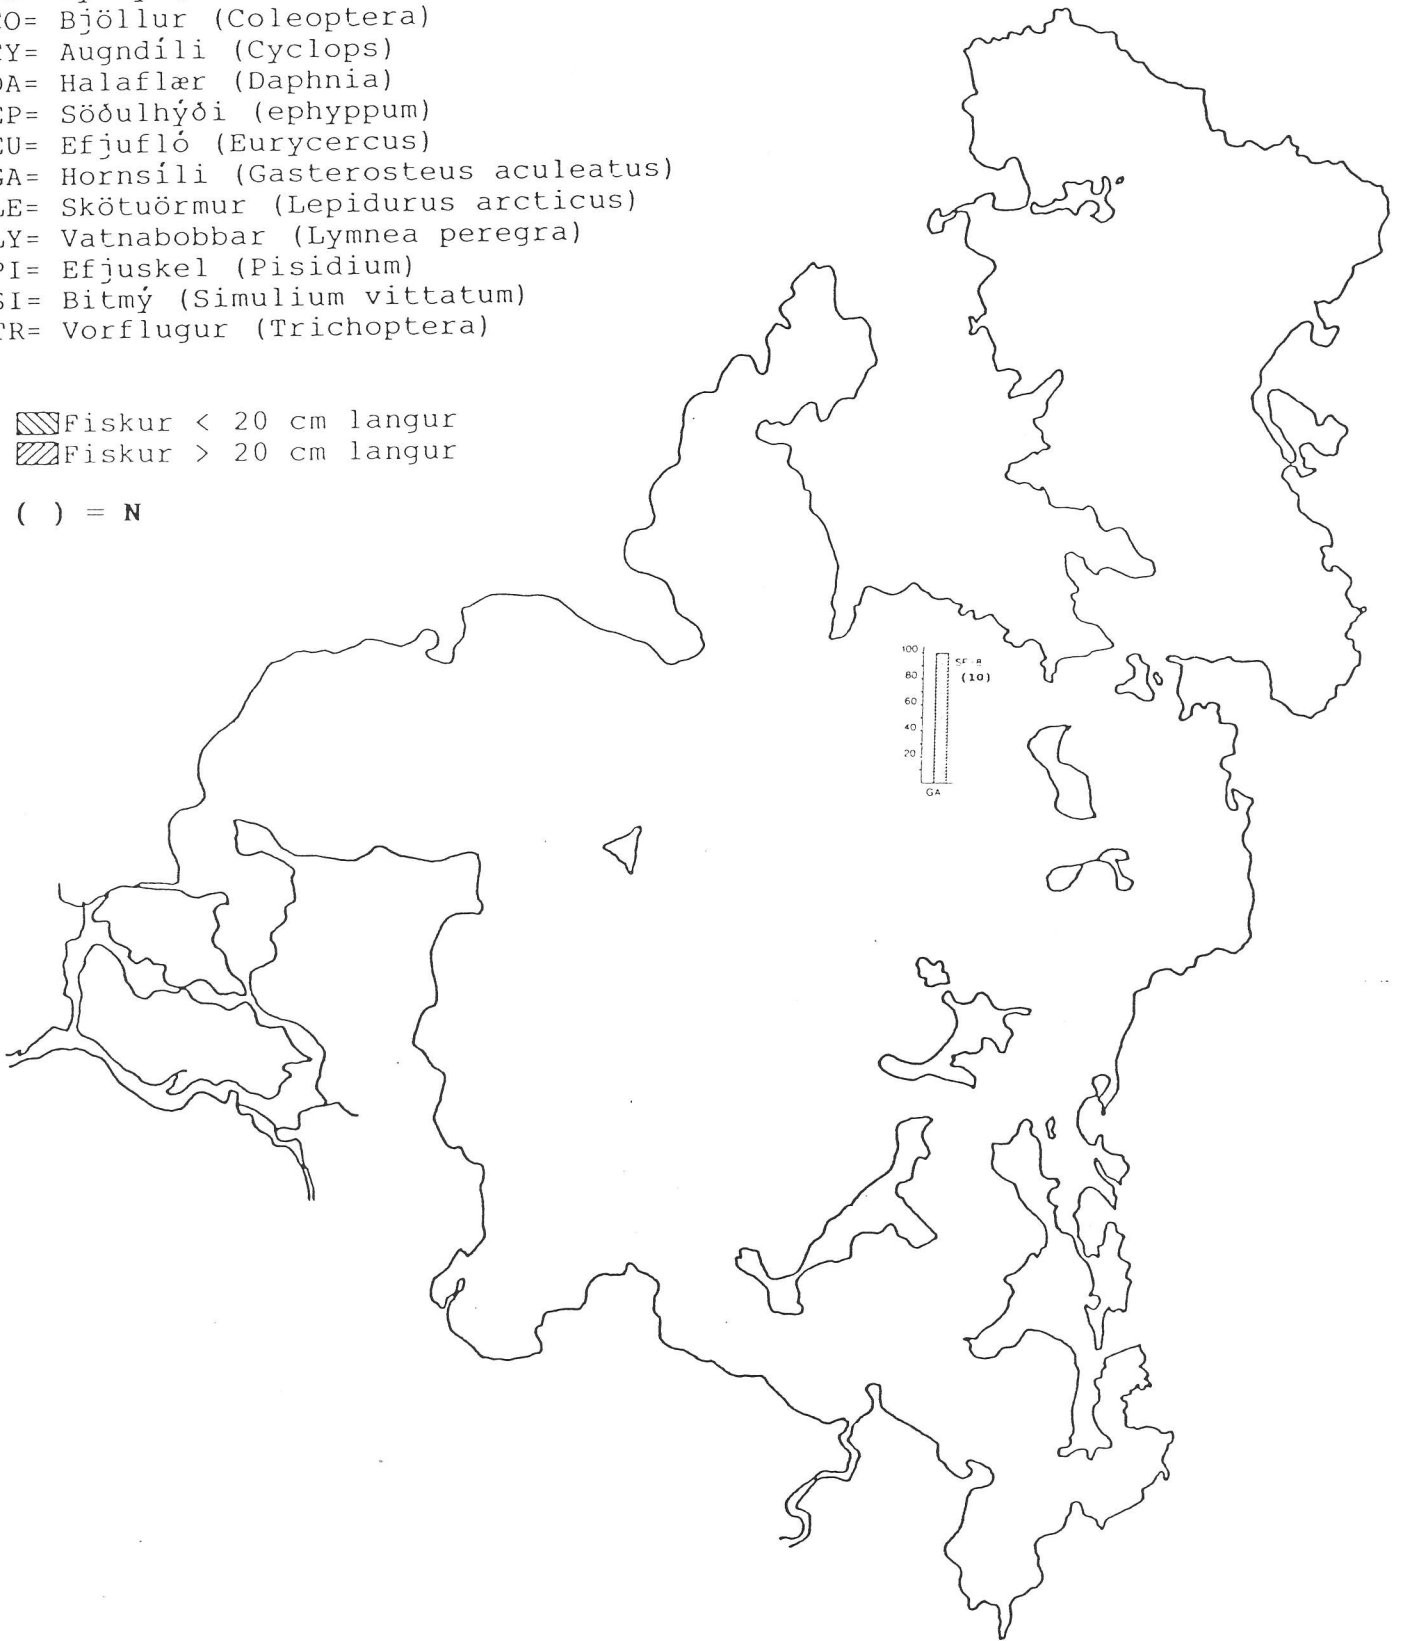 CO= Bjöllur (Coleoptera)
CY= Augndíli (Cyclops)
DA= Halaflær (Daphnia)
EP= Söðulhýði (ephyppum)
EU= Efjufló (Eurycercus)
GA= Hornsíli (Gasterosteus aculeatus)
LE= Skötuörmur (Lepidurus arcticus)
LY= Vatnabobbar (Lymnea peregra)
PI= Efjuskel (Pisidium)
SI= Bitmý (Simulium vittatum)
TR= Vorflugur (Trichoptera)
Fiskur < 20 cm langur
Fiskur > 20 cm langur
( ) = N
100
80
(10)
60
40
20
GA